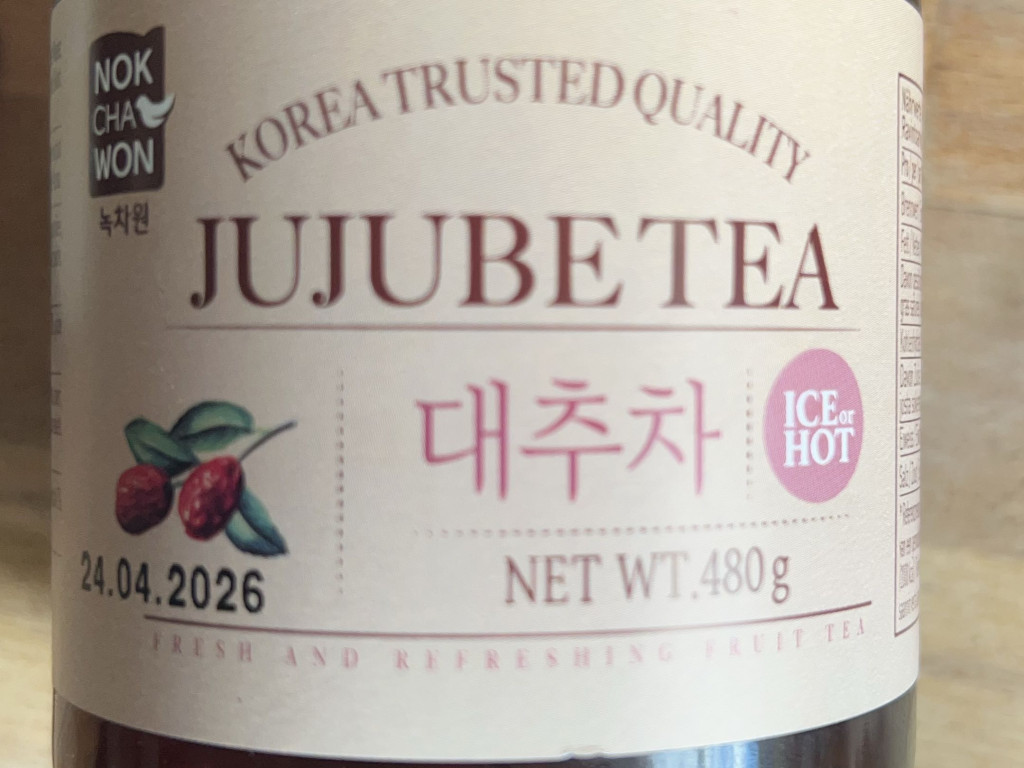 NOK
CHA
WON
녹차원
KOREA TRUSTED QUALITY
JUJUBE TEA
대추차
ICE or
HOT
24.04.2026
NET WT.480g
FRESH AND REFRESHING FRUIT TEA